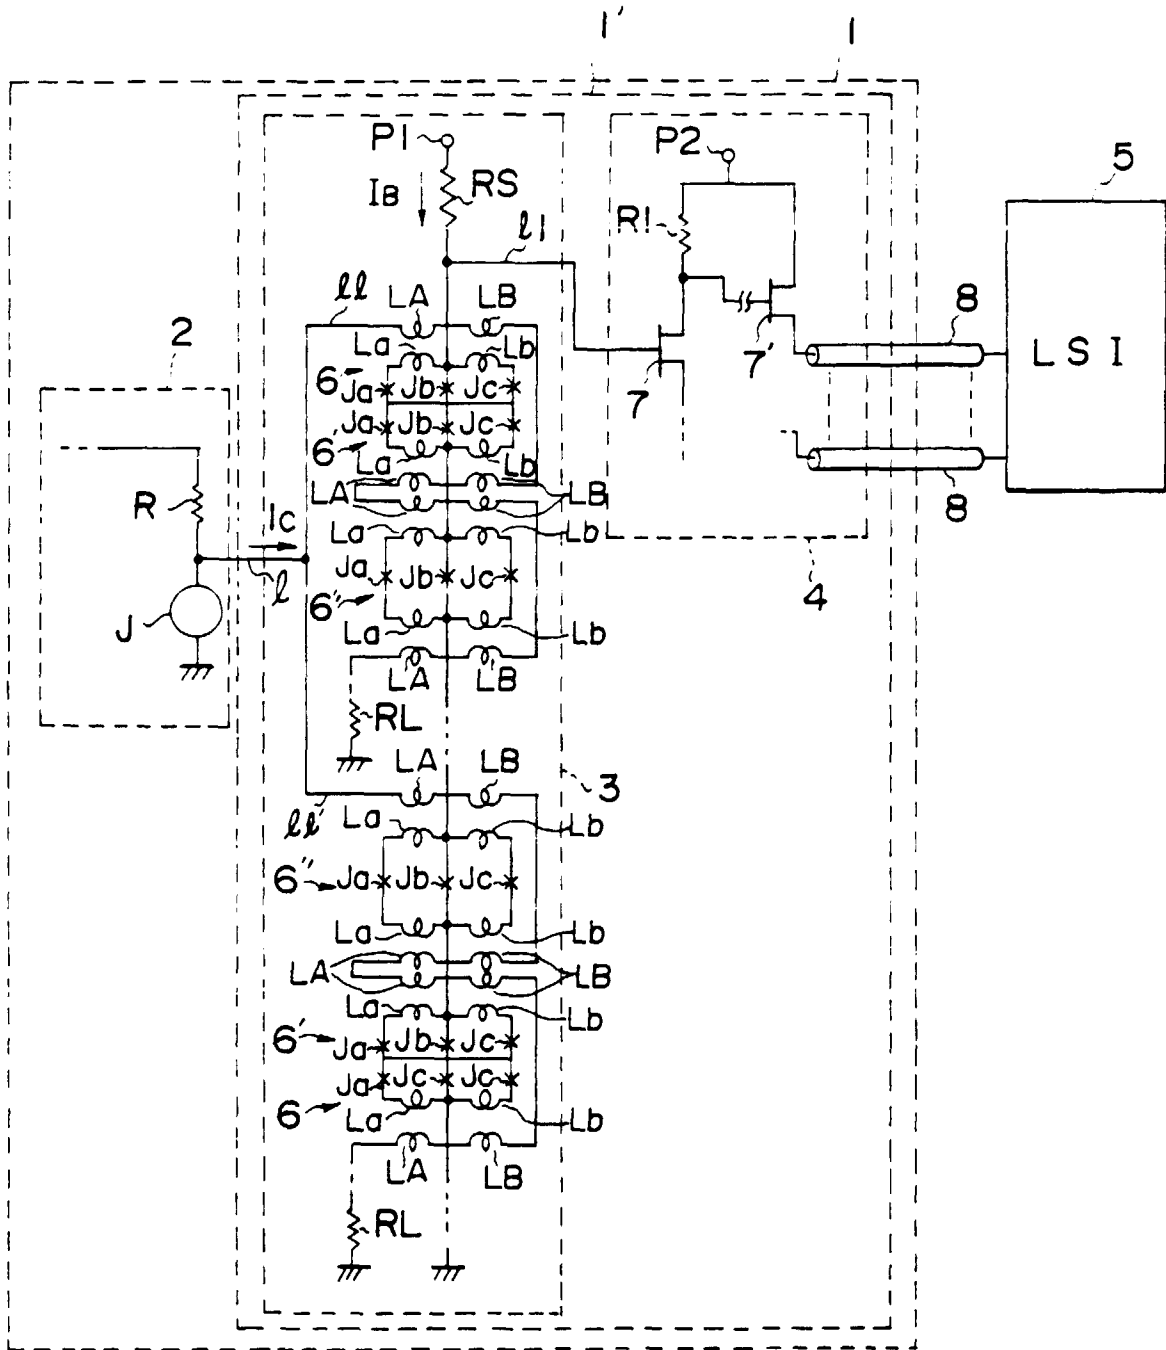 1' 1
P1 P2
IB RS 5
ℓ1 R1
ℓℓ LA LB 8
2 La Lb LSI
6 Ja Jb Jc 7 7'
Ja Jb Jc
6' La Lb
LA LB 8
R IC La Lb
Ja Jb Jc 4
ℓ 6"
J La Lb
LA LB
RL
LA LB 3
ℓℓ' La Lb
6" Ja Jb Jc
La Lb
LA LB
La Lb
6' Ja Jb Jc
Ja Jc Jc
6 La Lb
LA LB
RL